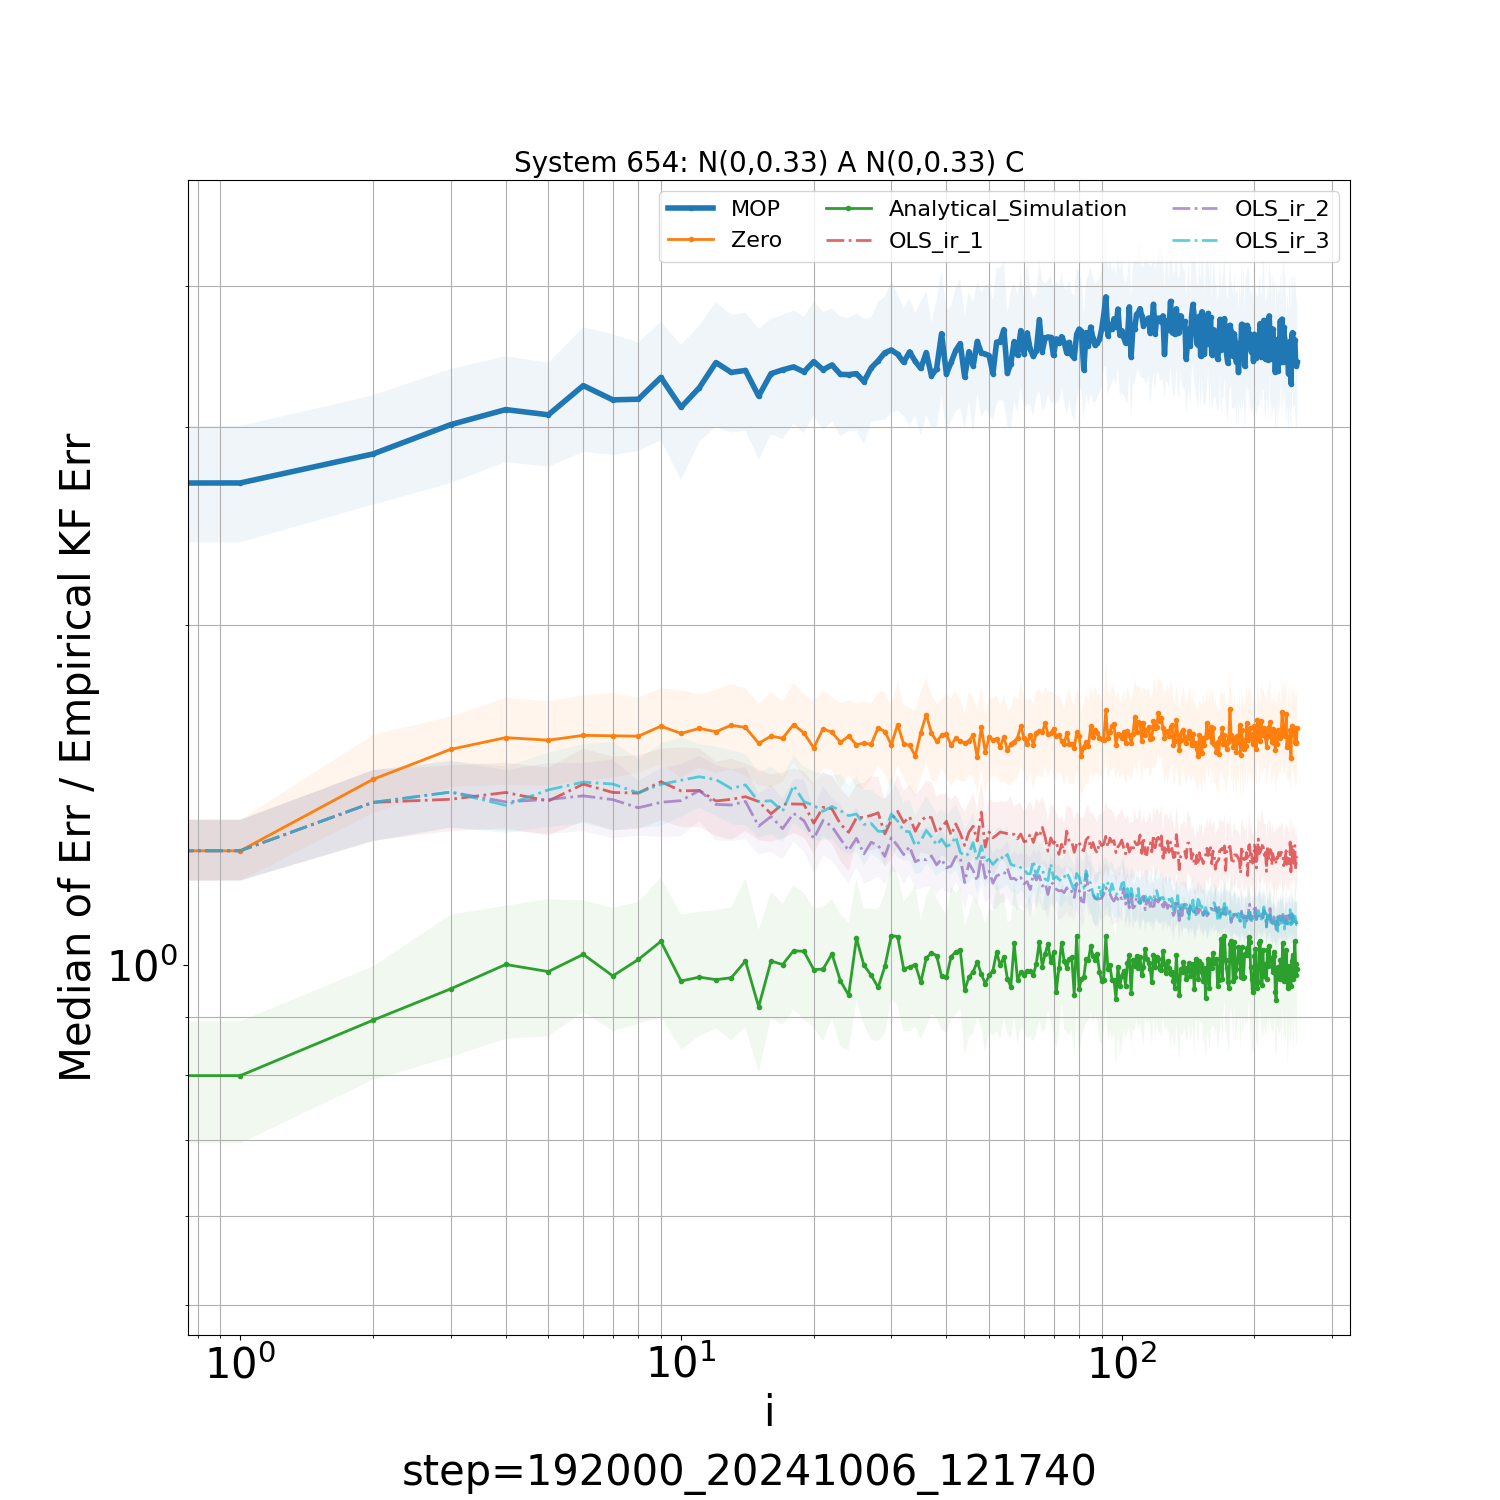 System 654: N(0,0.33) A N(0,0.33) C
MOP
Zero
Analytical_Simulation
OLS_ir_1
OLS_ir_2
OLS_ir_3
Median of Err / Empirical KF Err
10⁰
10⁰ 10¹ 10²
i
step=192000_20241006_121740